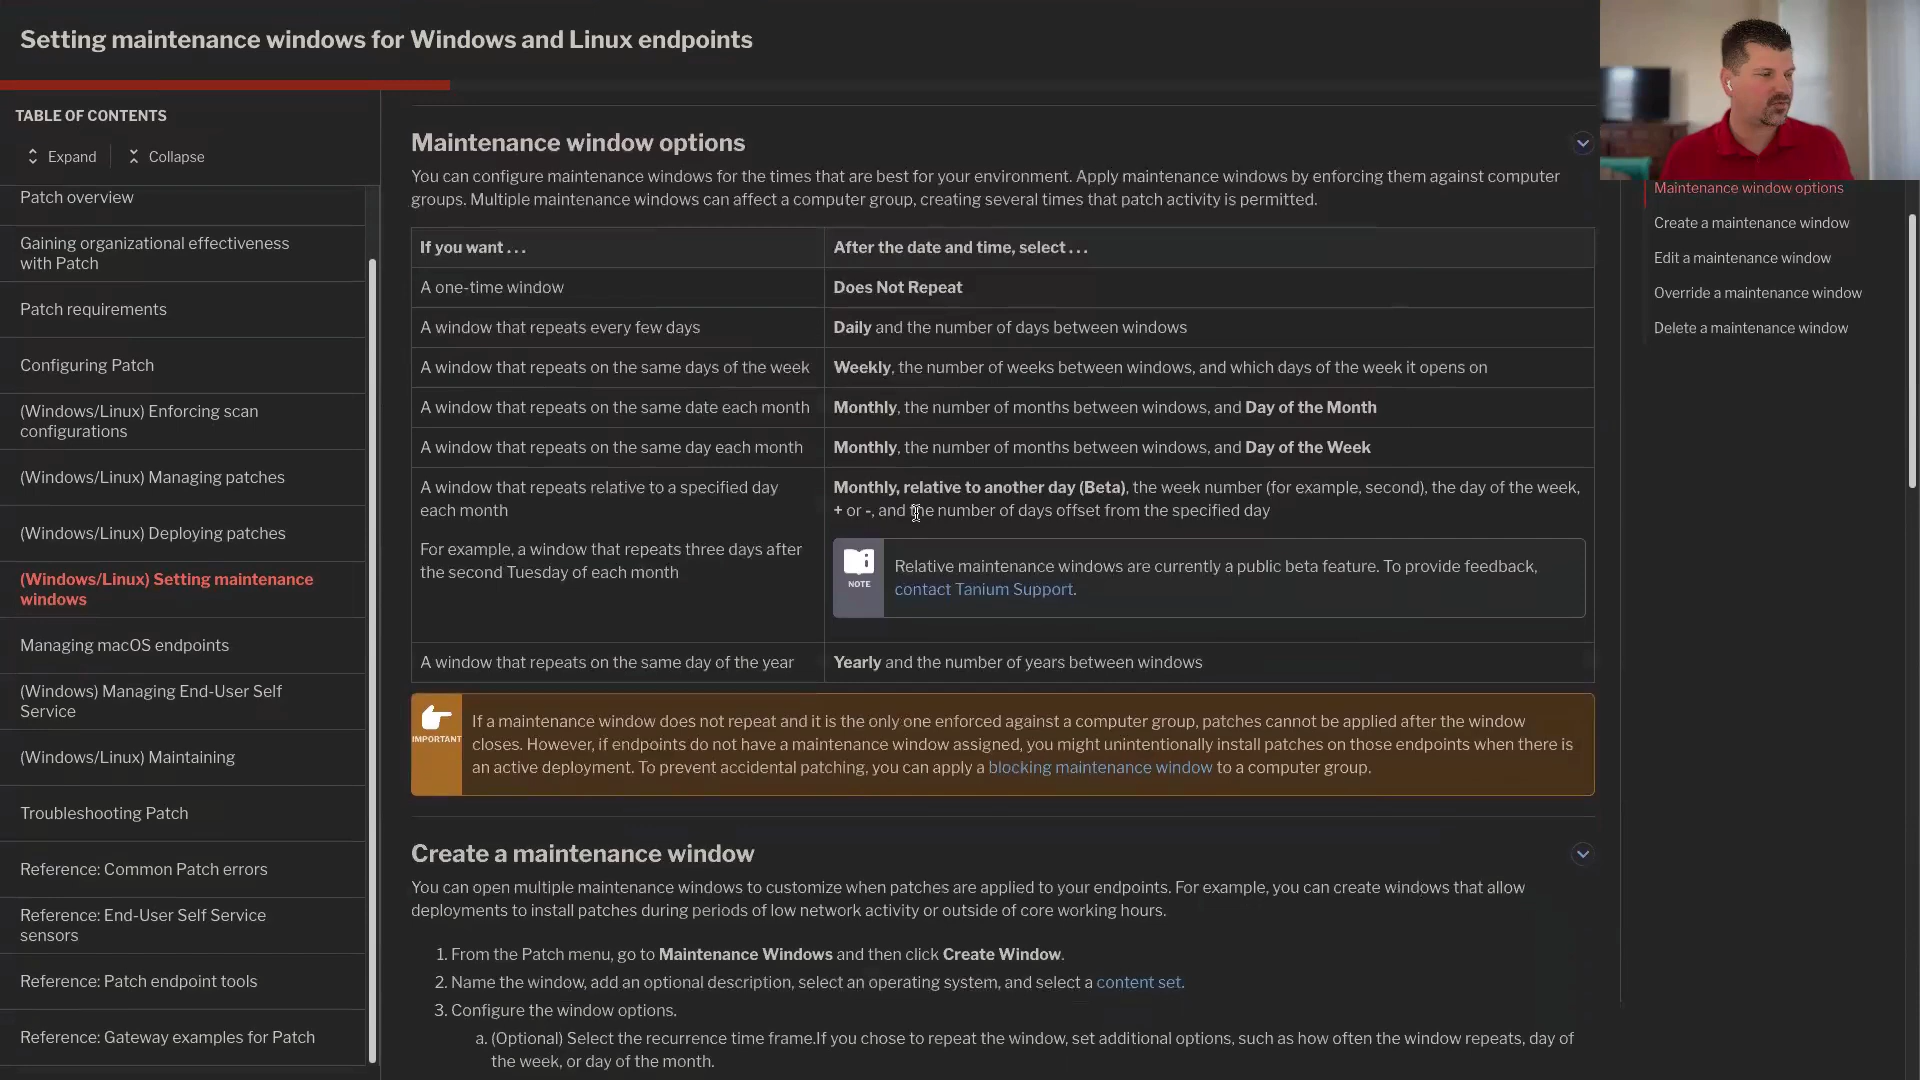 Setting maintenance windows for Windows and Linux endpoints
TABLE OF CONTENTS
Expand
Collapse
Patch overview
Gaining organizational effectiveness
with Patch
Patch requirements
Configuring Patch
(Windows/Linux) Enforcing scan
configurations
(Windows/Linux) Managing patches
(Windows/Linux) Deploying patches
(Windows/Linux) Setting maintenance
windows
Managing macOS endpoints
(Windows) Managing End-User Self
Service
(Windows/Linux) Maintaining
Troubleshooting Patch
Reference: Common Patch errors
Reference: End-User Self Service
sensors
Reference: Patch endpoint tools
Reference: Gateway examples for Patch
Maintenance window options
You can configure maintenance windows for the times that are best for your environment. Apply maintenance windows by enforcing them against computer
groups. Multiple maintenance windows can affect a computer group, creating several times that patch activity is permitted.
If you want . . .
After the date and time, select . . .
A one-time window
Does Not Repeat
A window that repeats every few days
Daily and the number of days between windows
A window that repeats on the same days of the week
Weekly, the number of weeks between windows, and which days of the week it opens on
A window that repeats on the same date each month
Monthly, the number of months between windows, and Day of the Month
A window that repeats on the same day each month
Monthly, the number of months between windows, and Day of the Week
A window that repeats relative to a specified day
each month
For example, a window that repeats three days after
the second Tuesday of each month
Monthly, relative to another day (Beta), the week number (for example, second), the day of the week,
+ or -, and the number of days offset from the specified day
NOTE
Relative maintenance windows are currently a public beta feature. To provide feedback,
contact Tanium Support.
A window that repeats on the same day of the year
Yearly and the number of years between windows
IMPORTANT
If a maintenance window does not repeat and it is the only one enforced against a computer group, patches cannot be applied after the window
closes. However, if endpoints do not have a maintenance window assigned, you might unintentionally install patches on those endpoints when there is
an active deployment. To prevent accidental patching, you can apply a blocking maintenance window to a computer group.
Create a maintenance window
You can open multiple maintenance windows to customize when patches are applied to your endpoints. For example, you can create windows that allow
deployments to install patches during periods of low network activity or outside of core working hours.
1. From the Patch menu, go to Maintenance Windows and then click Create Window.
2. Name the window, add an optional description, select an operating system, and select a content set.
3. Configure the window options.
a. (Optional) Select the recurrence time frame.If you chose to repeat the window, set additional options, such as how often the window repeats, day of
the week, or day of the month.
Maintenance window options
Create a maintenance window
Edit a maintenance window
Override a maintenance window
Delete a maintenance window